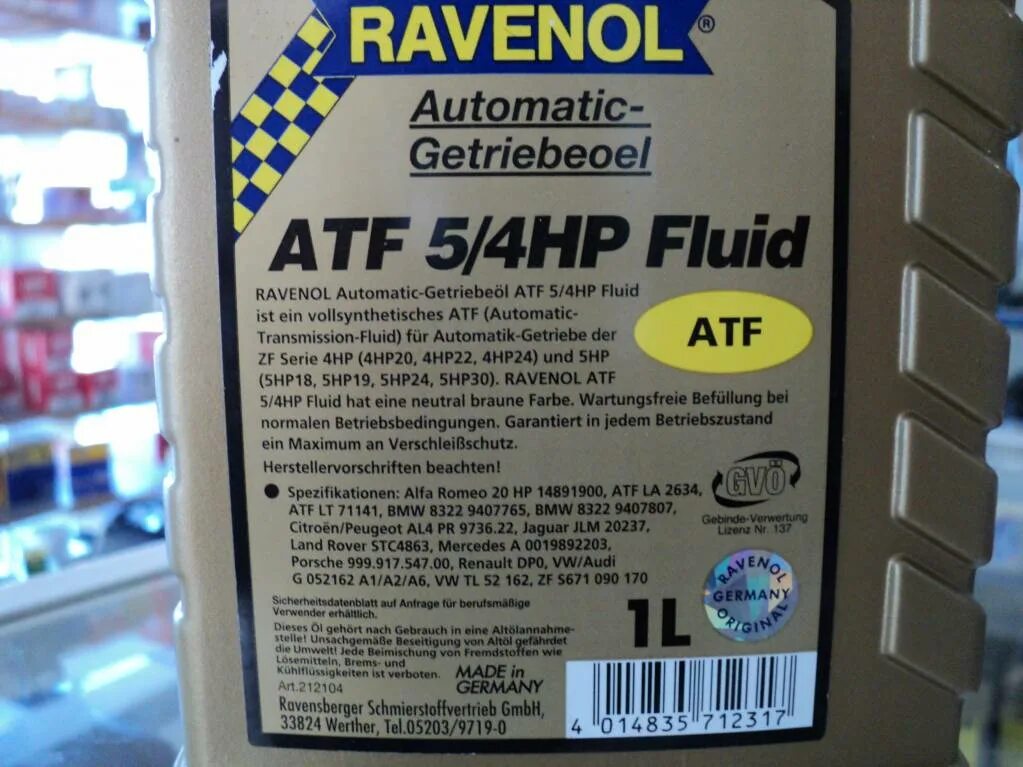 RAVENOL®
Automatic-
Getriebeoel
ATF 5/4HP Fluid
RAVENOL Automatic-Getriebeöl ATF 5/4HP Fluid
ist ein vollsynthetisches ATF (Automatic-
Transmission-Fluid) für Automatik-Getriebe der
ZF Serie 4HP (4HP20, 4HP22, 4HP24) und 5HP
(5HP18, 5HP19, 5HP24, 5HP30). RAVENOL ATF
5/4HP Fluid hat eine neutral braune Farbe. Wartungsfreie Befüllung bei
normalen Betriebsbedingungen. Garantiert in jedem Betriebszustand
ein Maximum an Verschleißschutz.
Herstellervorschriften beachten!
ATF
● Spezifikationen: Alfa Romeo 20 HP 14891900, ATF LA 2634,
ATF LT 71141, BMW 8322 9407765, BMW 8322 9407807,
Citroën/Peugeot AL4 PR 9736.22, Jaguar JLM 20237,
Land Rover STC4863, Mercedes A 0019892203,
Porsche 999.917.547.00, Renault DP0, VW/Audi
G 052162 A1/A2/A6, VW TL 52 162, ZF S671 090 170
GVÖ
Gebinde-Verwertung
Lizenz Nr. 137
RAVENOL
GERMANY
ORIGINAL
Sicherheitsdatenblatt auf Anfrage für berufsmäßige
Verwender erhältlich.
Dieses Öl gehört nach Gebrauch in eine Altölannahme-
stelle! Unsachgemäße Beseitigung von Altöl gefährdet
die Umwelt! Jede Beimischung von Fremdstoffen wie
Lösemitteln, Brems- und
Kühlflüssigkeiten ist verboten.
MADE in
GERMANY
1L
Art.212104
Ravensberger Schmierstoffvertrieb GmbH,
33824 Werther, Tel.05203/9719-0
4 014835 712317